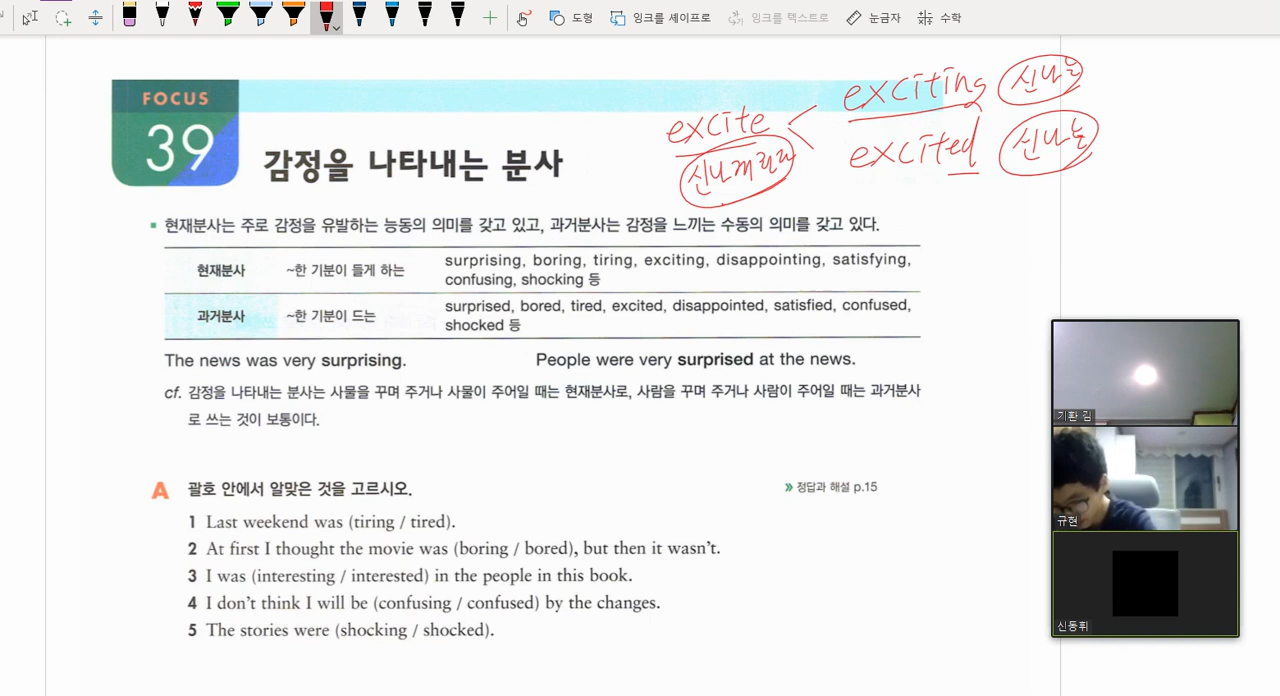 도형 잉크를 셰이프로 잉크를 텍스트로 눈금자 수학
FOCUS
39
감정을 나타내는 분사
excite < exciting 신나는
excited 신나는
▪ 현재분사는 주로 감정을 유발하는 능동의 의미를 갖고 있고, 과거분사는 감정을 느끼는 수동의 의미를 갖고 있다.
현재분사 ~한 기분이 들게 하는 surprising, boring, tiring, exciting, disappointing, satisfying,
confusing, shocking 등
과거분사 ~한 기분이 드는 surprised, bored, tired, excited, disappointed, satisfied, confused,
shocked 등
The news was very surprising. People were very surprised at the news.
cf. 감정을 나타내는 분사는 사물을 꾸며 주거나 사물이 주어일 때는 현재분사로, 사람을 꾸며 주거나 사람이 주어일 때는 과거분사
로 쓰는 것이 보통이다.
A 괄호 안에서 알맞은 것을 고르시오. » 정답과 해설 p.15
1 Last weekend was (tiring / tired).
2 At first I thought the movie was (boring / bored), but then it wasn't.
3 I was (interesting / interested) in the people in this book.
4 I don't think I will be (confusing / confused) by the changes.
5 The stories were (shocking / shocked).
기환 김
규현
신동휘